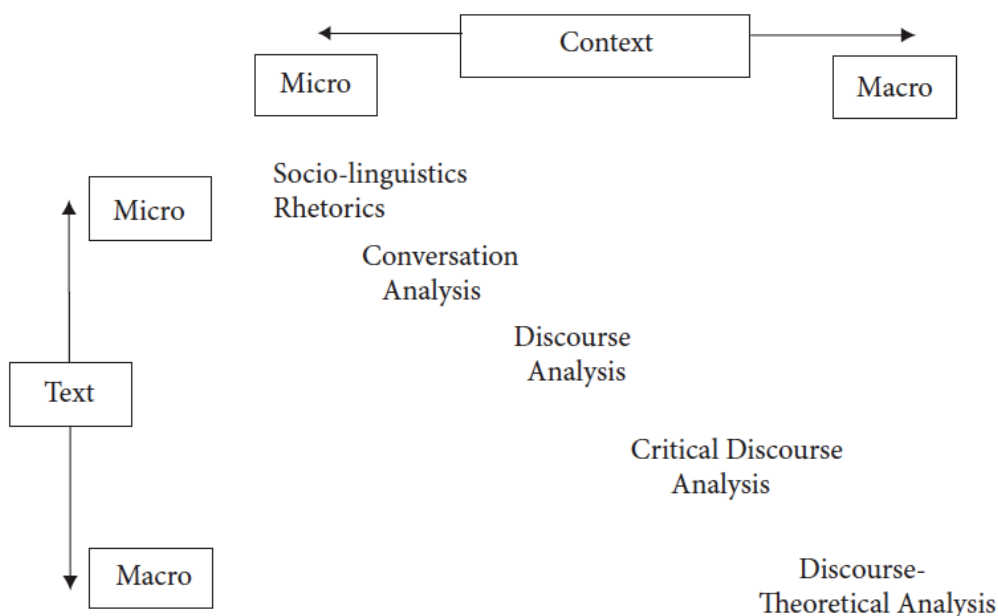 Context
Micro
Macro
Socio-linguistics
Rhetorics
Micro
Conversation
Analysis
Discourse
Analysis
Text
Critical Discourse
Analysis
Macro
Discourse-
Theoretical Analysis